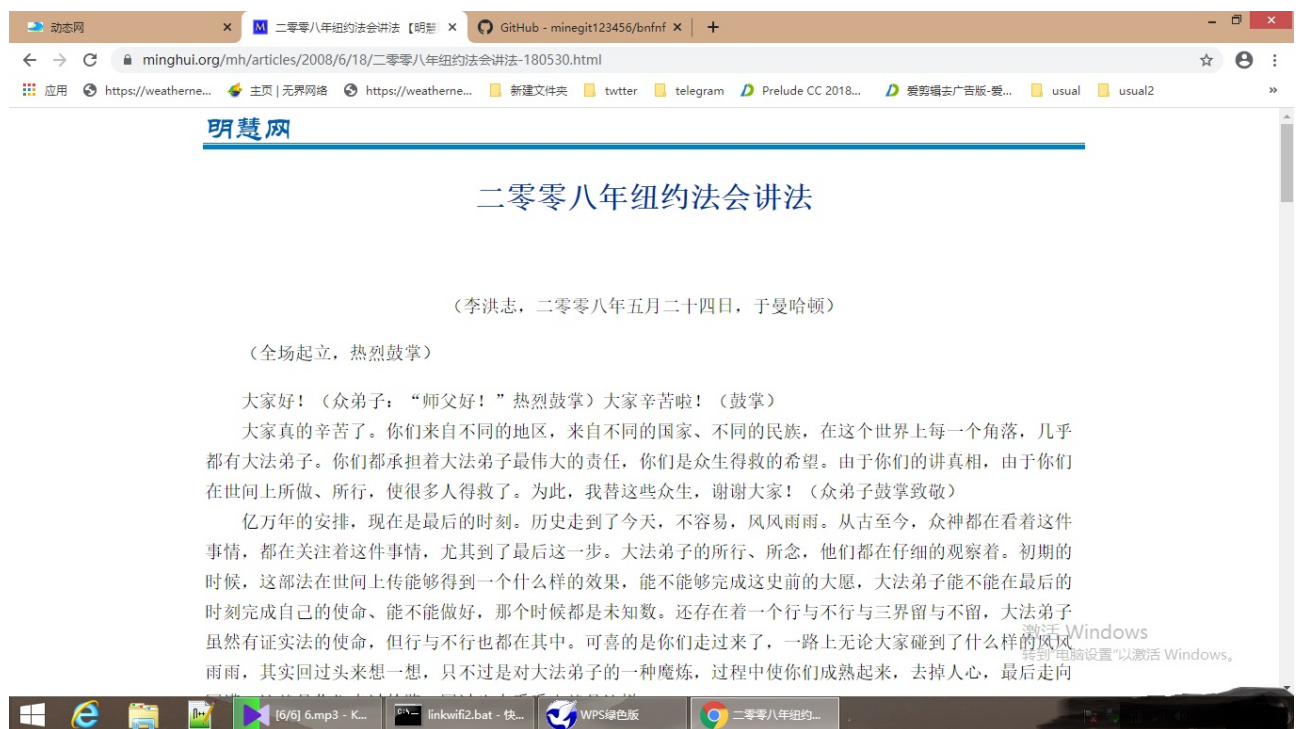 动态网
二零零八年纽约法会讲法 【明慧
GitHub - minegit123456/bnfnf
minghui.org/mh/articles/2008/6/18/二零零八年纽约法会讲法-180530.html
应用 https://weatherne... 主页 | 无界网络 https://weatherne... 新建文件夹 twtter telegram Prelude CC 2018... 爱剪辑去广告版-爱... usual usual2 »
明慧网
二零零八年纽约法会讲法
（李洪志，二零零八年五月二十四日，于曼哈顿）
（全场起立，热烈鼓掌）
大家好！（众弟子：“师父好！”热烈鼓掌）大家辛苦啦！（鼓掌）
大家真的辛苦了。你们来自不同的地区，来自不同的国家、不同的民族，在这个世界上每一个角落，几乎
都有大法弟子。你们都承担着大法弟子最伟大的责任，你们是众生得救的希望。由于你们的讲真相，由于你们
在世间上所做、所行，使很多人得救了。为此，我替这些众生，谢谢大家！（众弟子鼓掌致敬）
亿万年的安排，现在是最后的时刻。历史走到了今天，不容易，风风雨雨。从古至今，众神都在看着这件
事情，都在关注着这件事情，尤其到了最后这一步。大法弟子的所行、所念，他们都在仔细的观察着。初期的
时候，这部法在世间上传能够得到一个什么样的效果，能不能够完成这史前的大愿，大法弟子能不能在最后的
时刻完成自己的使命、能不能做好，那个时候都是未知数。还存在着一个行与不行与三界留与不留，大法弟子
虽然有证实法的使命，但行与不行也都在其中。可喜的是你们走过来了，一路上无论大家碰到了什么样的风风
雨雨，其实回过头来想一想，只不过是对大法弟子的一种魔炼，过程中使你们成熟起来，去掉人心，最后走向
激活 Windows
转到“电脑设置”以激活 Windows。
[6/6] 6.mp3 - K...
linkwifi2.bat - 快...
WPS绿色版
二零零八年纽约...